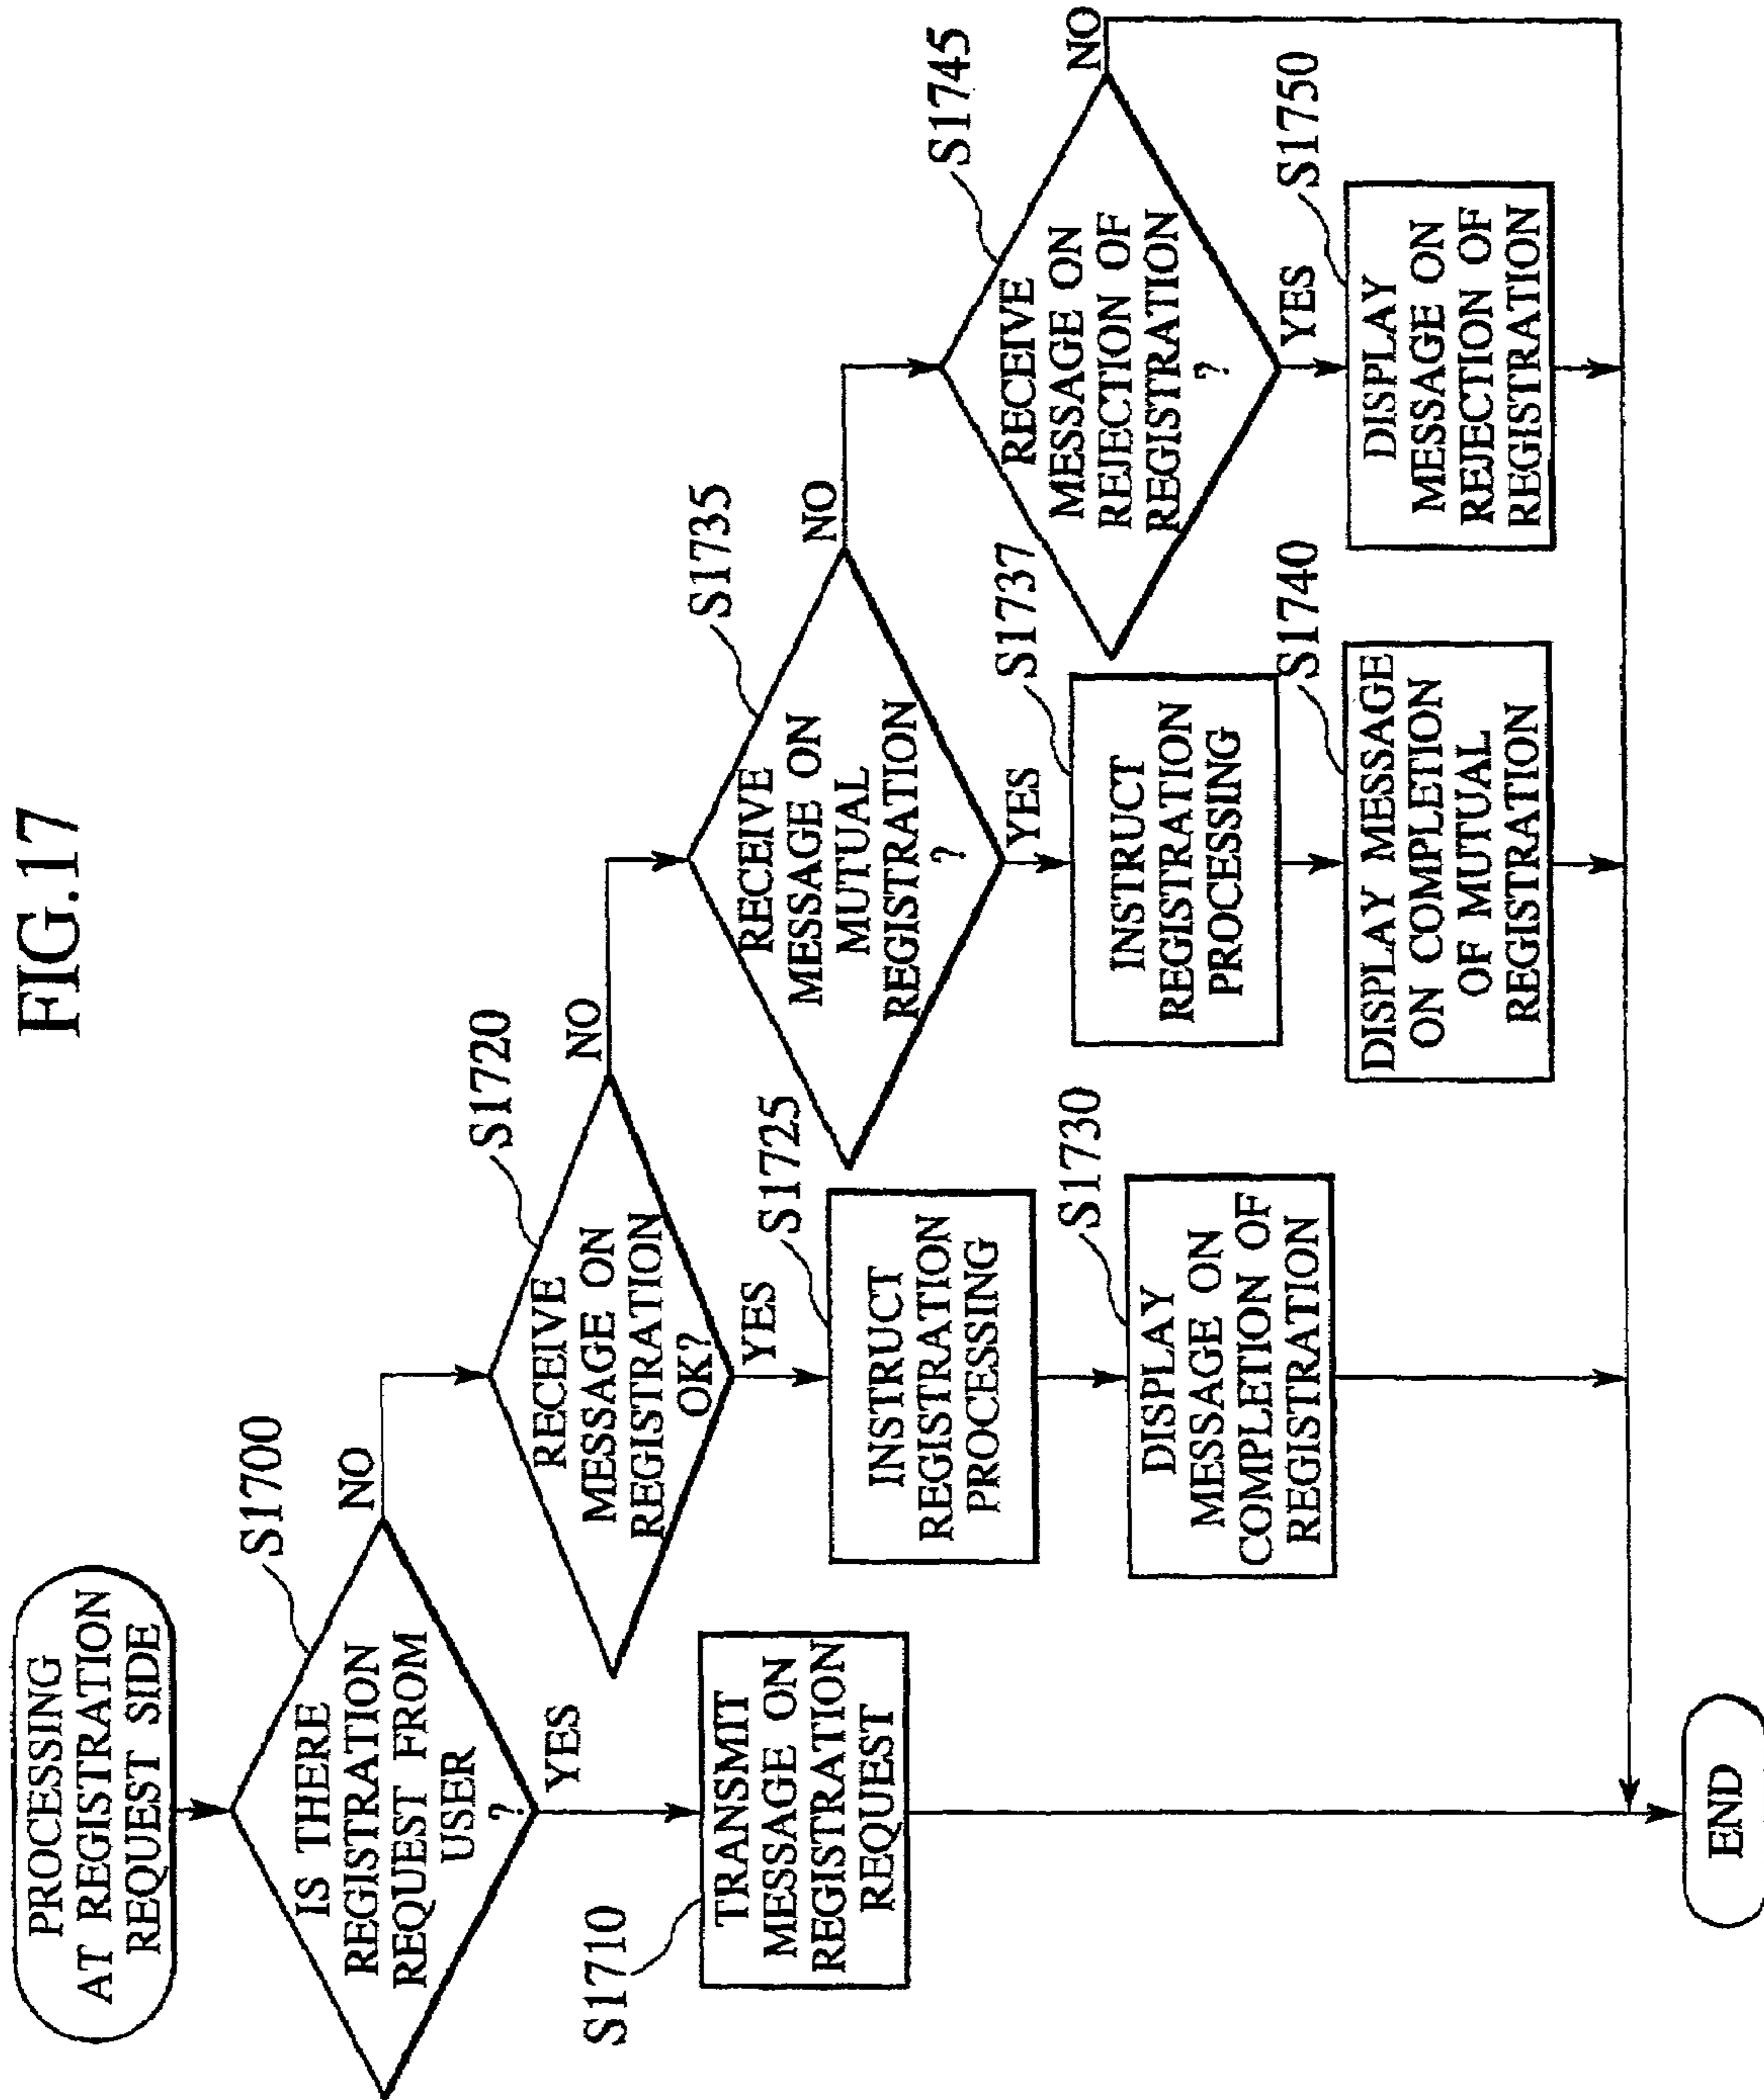 FIG.17
PROCESSING
AT REGISTRATION
REQUEST SIDE
S1700
IS THERE
REGISTRATION
REQUEST FROM
USER
?
NO
YES
S1710
TRANSMIT
MESSAGE ON
REGISTRATION
REQUEST
S1720
RECEIVE
MESSAGE ON
REGISTRATION
OK?
NO
YES
S1725
INSTRUCT
REGISTRATION
PROCESSING
S1730
DISPLAY
MESSAGE ON
COMPLETION OF
REGISTRATION
S1735
RECEIVE
MESSAGE ON
MUTUAL
REGISTRATION
?
NO
YES
S1737
INSTRUCT
REGISTRATION
PROCESSING
S1740
DISPLAY MESSAGE
ON COMPLETION
OF MUTUAL
REGISTRATION
S1745
RECEIVE
MESSAGE ON
REJECTION OF
REGISTRATION
?
NO
YES
S1750
DISPLAY
MESSAGE ON
REJECTION OF
REGISTRATION
END